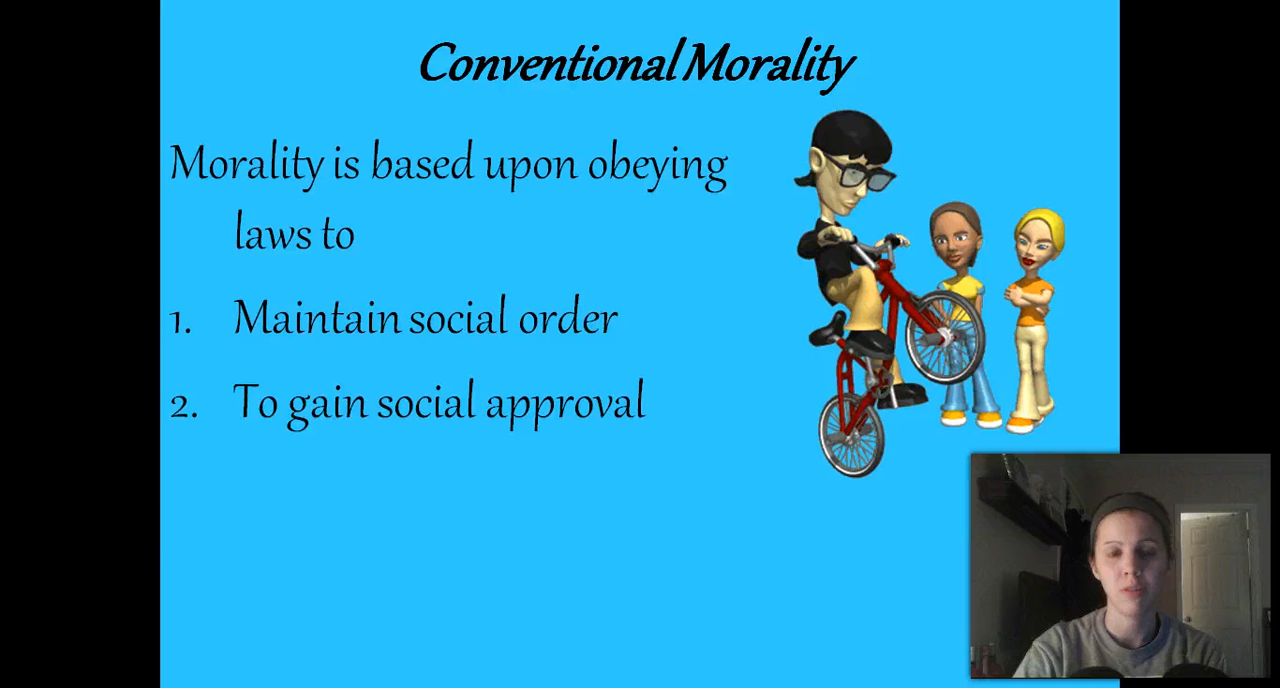 Conventional Morality
Morality is based upon obeying
laws to
1. Maintain social order
2. To gain social approval